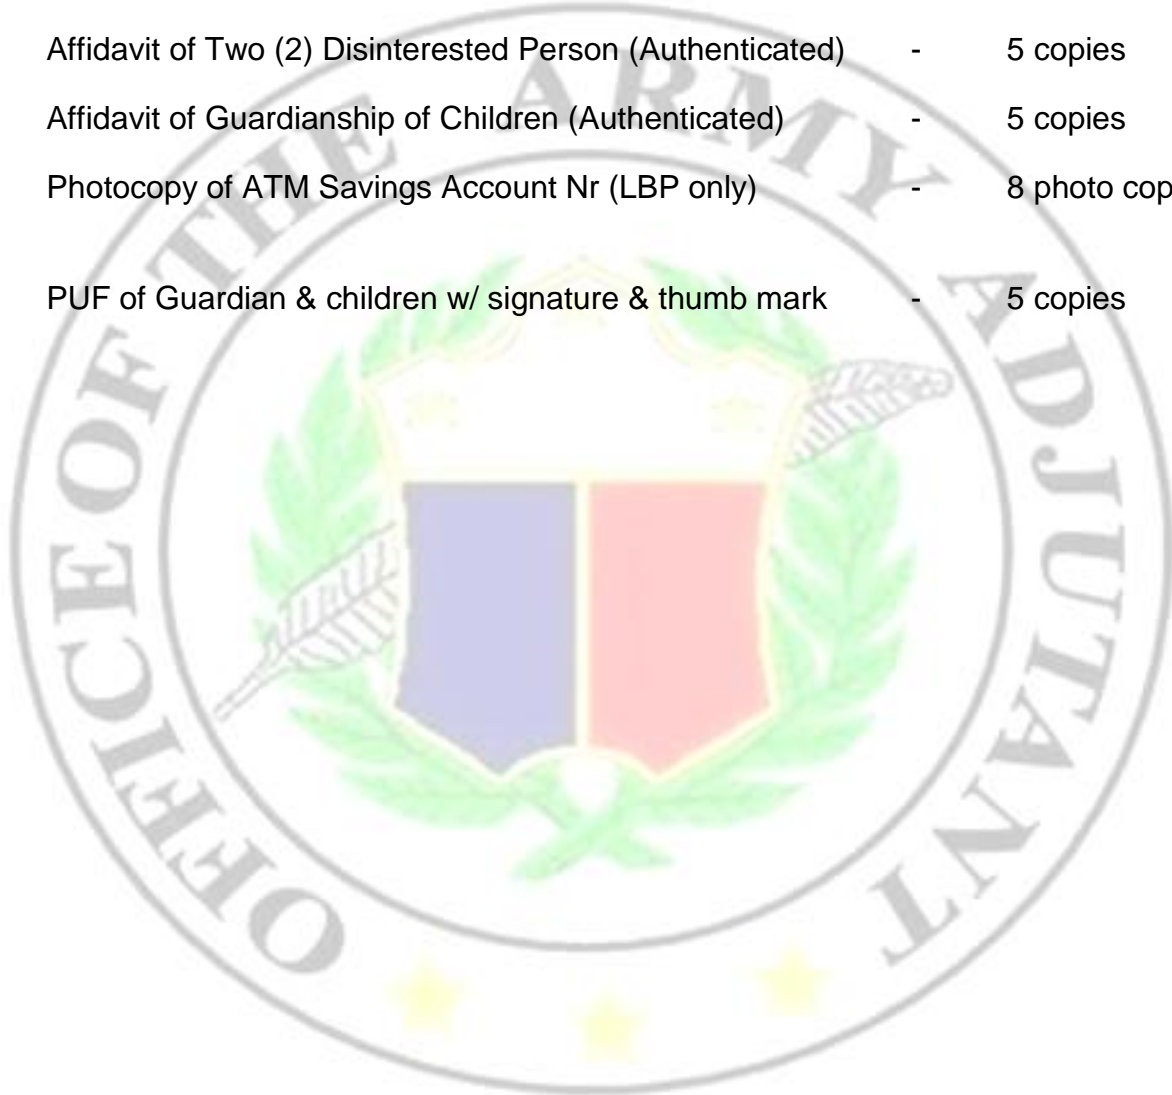 Affidavit of Two (2) Disinterested Person (Authenticated) - 5 copies
Affidavit of Guardianship of Children (Authenticated) - 5 copies
Photocopy of ATM Savings Account Nr (LBP only) - 8 photo cop
PUF of Guardian & children w/ signature & thumb mark - 5 copies
OFFICE OF THE ARMY ADJUTANT